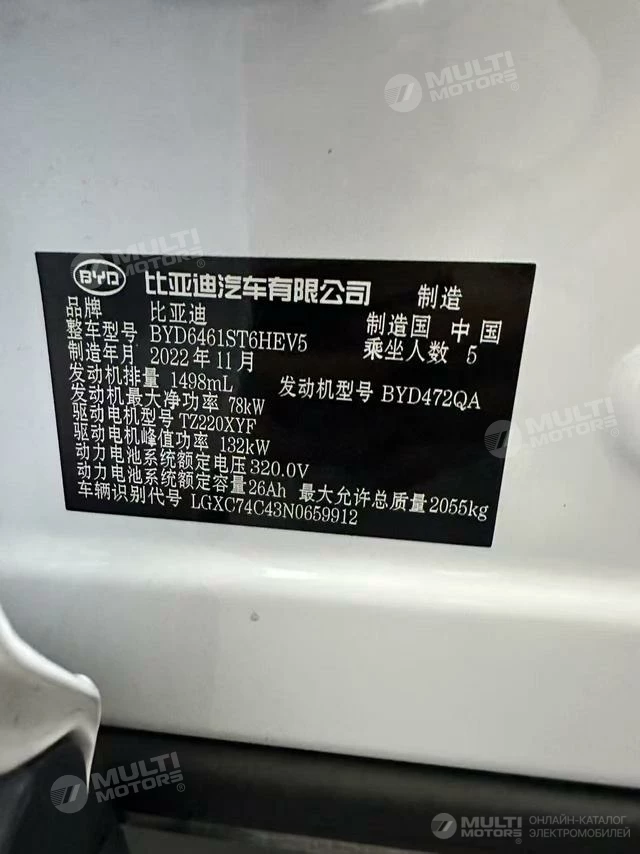 MULTI
MOTORS
MULTI
MOTORS
BYD 比亚迪汽车有限公司 制造
品牌 比亚迪 制造国 中国
整车型号 BYD6461ST6HEV5 乘坐人数 5
制造年月 2022年11月
发动机排量 1498mL 发动机型号 BYD472QA
发动机最大净功率 78kW
驱动电机型号 TZ220XYF
驱动电机峰值功率 132kW
动力电池系统额定电压 320.0V
动力电池系统额定容量 26Ah 最大允许总质量 2055kg
车辆识别代号 LGXC74C43N0659912
MULTI
MOTORS
MULTI
MOTORS
MULTI
MOTORS
ОНЛАЙН-КАТАЛОГ
ЭЛЕКТРОМОБИЛЕЙ